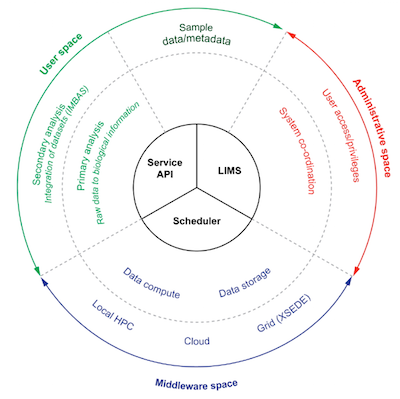 Sample
data/metadata
User space
Administrative space
Secondary analysis
Integration of datasets (IMBAS)
Primary analysis
Raw data to biological information
User access/privileges
System co-ordination
Service
API
LIMS
Scheduler
Data compute
Data storage
Local HPC
Cloud
Grid (XSEDE)
Middleware space